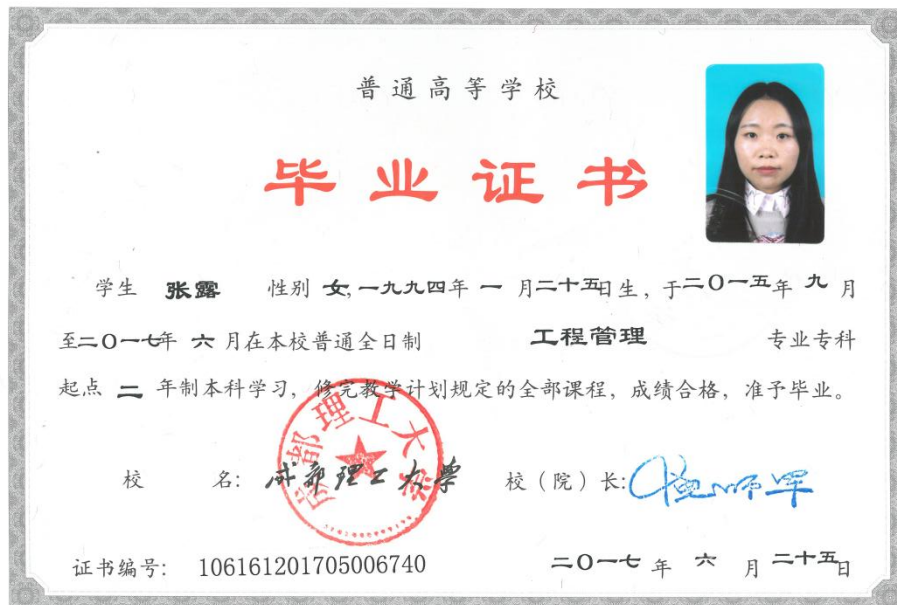 普通高等学校
毕业证书
学生 张露 性别 女, 一九九四年 一 月二十五日生, 于二〇一五年 九 月
至二〇一七年 六 月在本校普通全日制 工程管理 专业专科
起点 二 年制本科学习, 修完教学计划规定的全部课程, 成绩合格, 准予毕业。
校 名: 成都理工大学 校(院)长:
成都理工大学
证书编号: 106161201705006740 二〇一七 年 六 月 二十五日